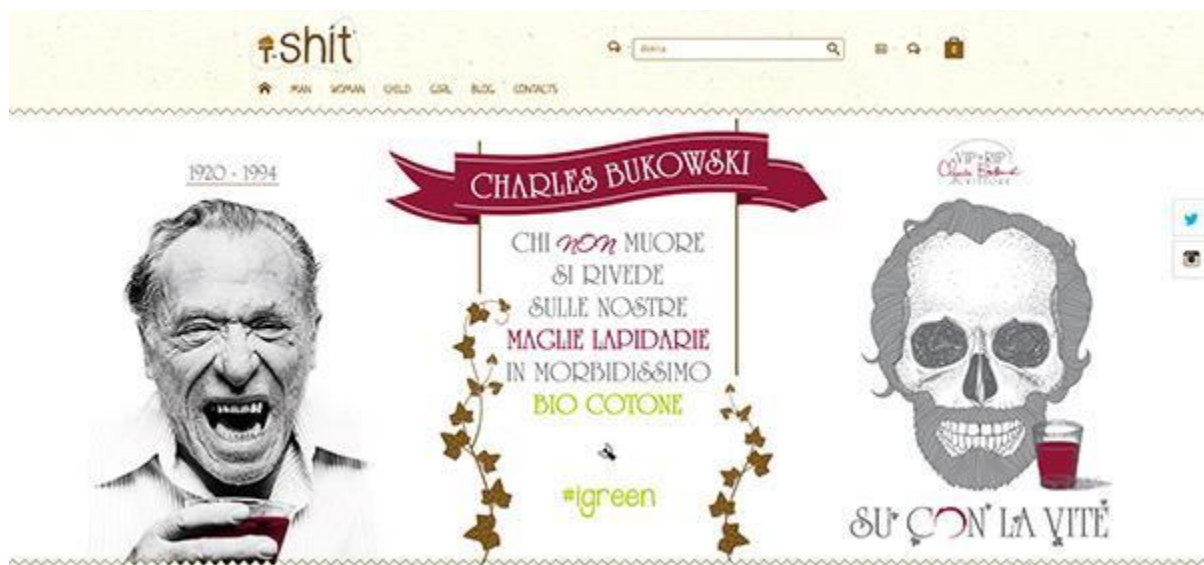 T-shit
donna
MAN WOMAN CHILD GIRL BLOG CONTACTS
1920 - 1994
CHARLES BUKOWSKI
CHI NON MUORE
SI RIVEDE
SULLE NOSTRE
MAGLIE LAPIDARIE
IN MORBIDISSIMO
BIO COTONE
#igreen
VIP RIP
SU CON LA VITE